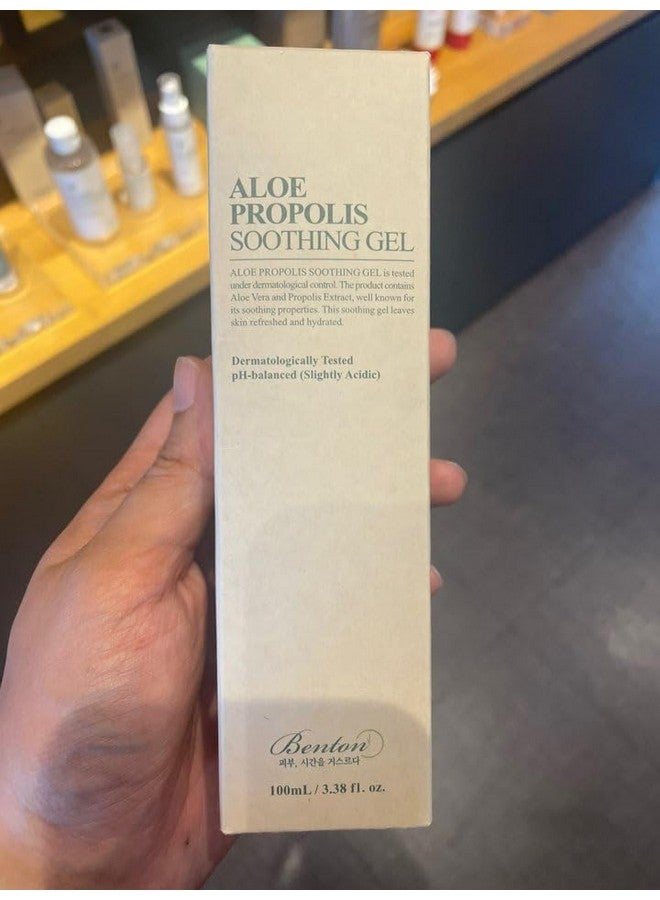 ALOE
PROPOLIS
SOOTHING GEL
ALOE PROPOLIS SOOTHING GEL is tested
under dermatological control. The product contains
Aloe Vera and Propolis Extract, well known for
its soothing properties. This soothing gel leaves
skin refreshed and hydrated.
Dermatologically Tested
pH-balanced (Slightly Acidic)
Benton
피부, 시간을 거스르다
100mL / 3.38 fl. oz.